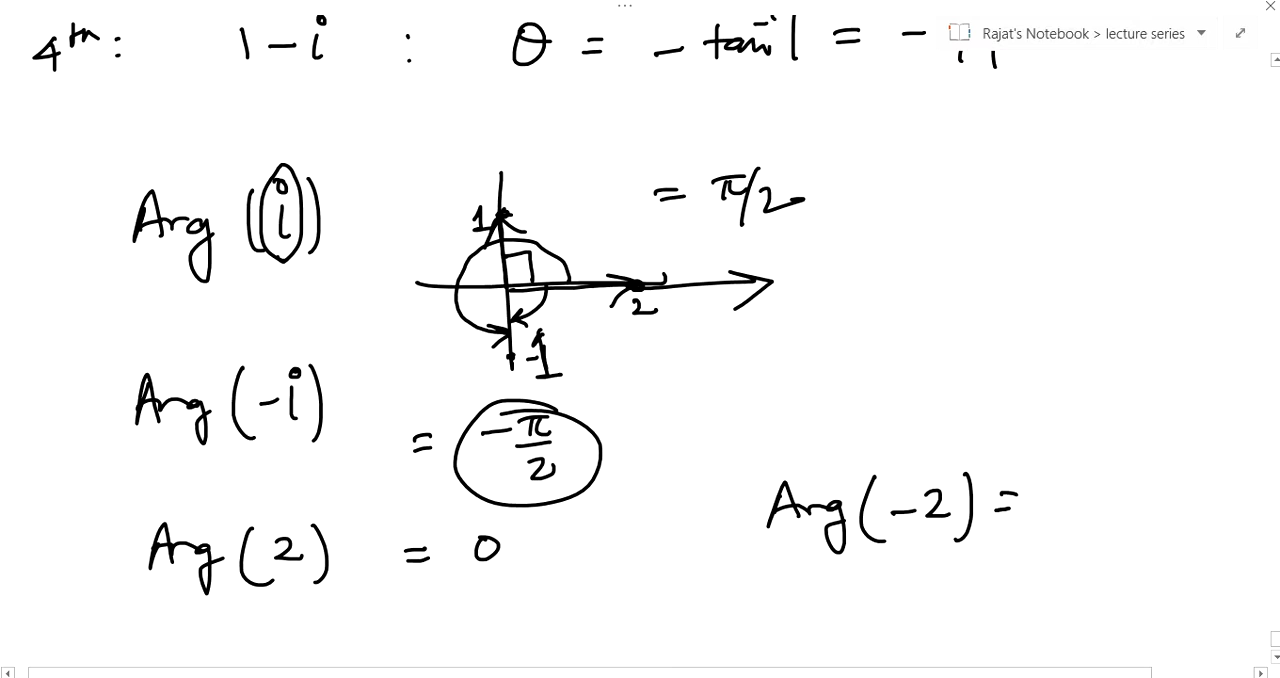 4th: 1 - i : θ = - tan⁻¹ 1 = -
Rajat's Notebook > lecture series
Arg (i) = π/2
1
2
-1
Arg (-i) = -π/2
Arg (-2) =
Arg (2) = 0